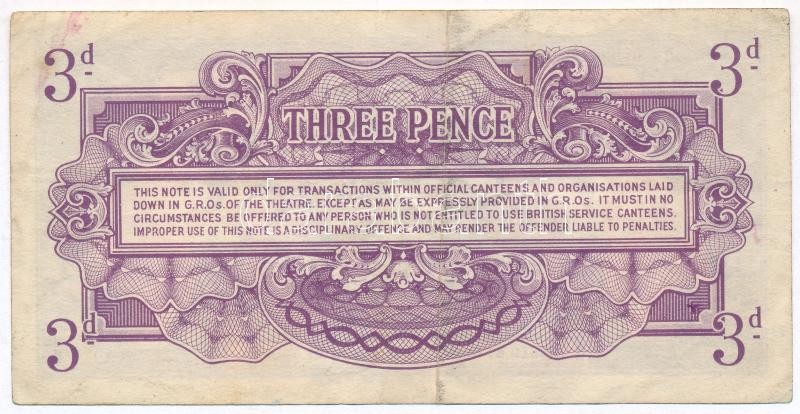 3d 3d
THREE PENCE
THIS NOTE IS VALID ONLY FOR TRANSACTIONS WITHIN OFFICIAL CANTEENS AND ORGANISATIONS LAID
DOWN IN G.R.Os. OF THE THEATRE. EXCEPT AS MAY BE EXPRESSLY PROVIDED IN G.R.Os. IT MUST IN NO
CIRCUMSTANCES BE OFFERED TO ANY PERSON WHO IS NOT ENTITLED TO USE BRITISH SERVICE CANTEENS.
IMPROPER USE OF THIS NOTE IS A DISCIPLINARY OFFENCE AND MAY RENDER THE OFFENDER LIABLE TO PENALTIES.
3d 3d